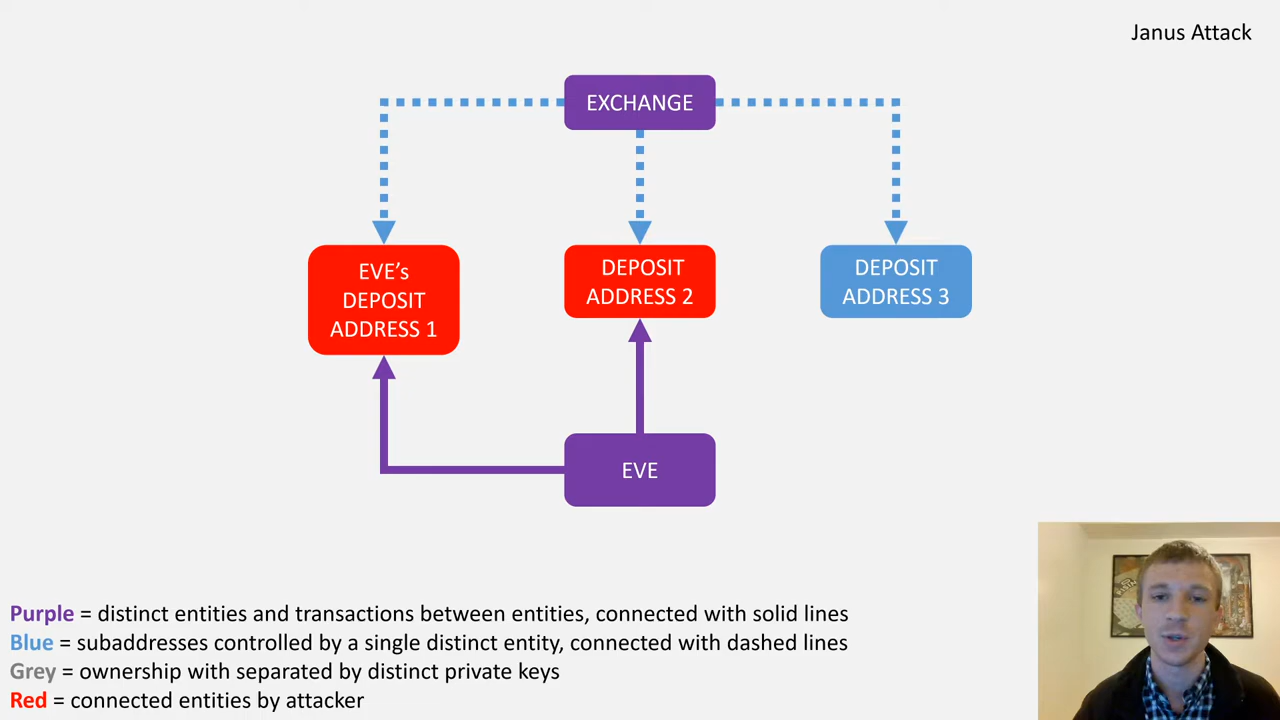 Janus Attack
EXCHANGE
EVE's
DEPOSIT
ADDRESS 1
DEPOSIT
ADDRESS 2
DEPOSIT
ADDRESS 3
EVE
Purple = distinct entities and transactions between entities, connected with solid lines
Blue = subaddresses controlled by a single distinct entity, connected with dashed lines
Grey = ownership with separated by distinct private keys
Red = connected entities by attacker